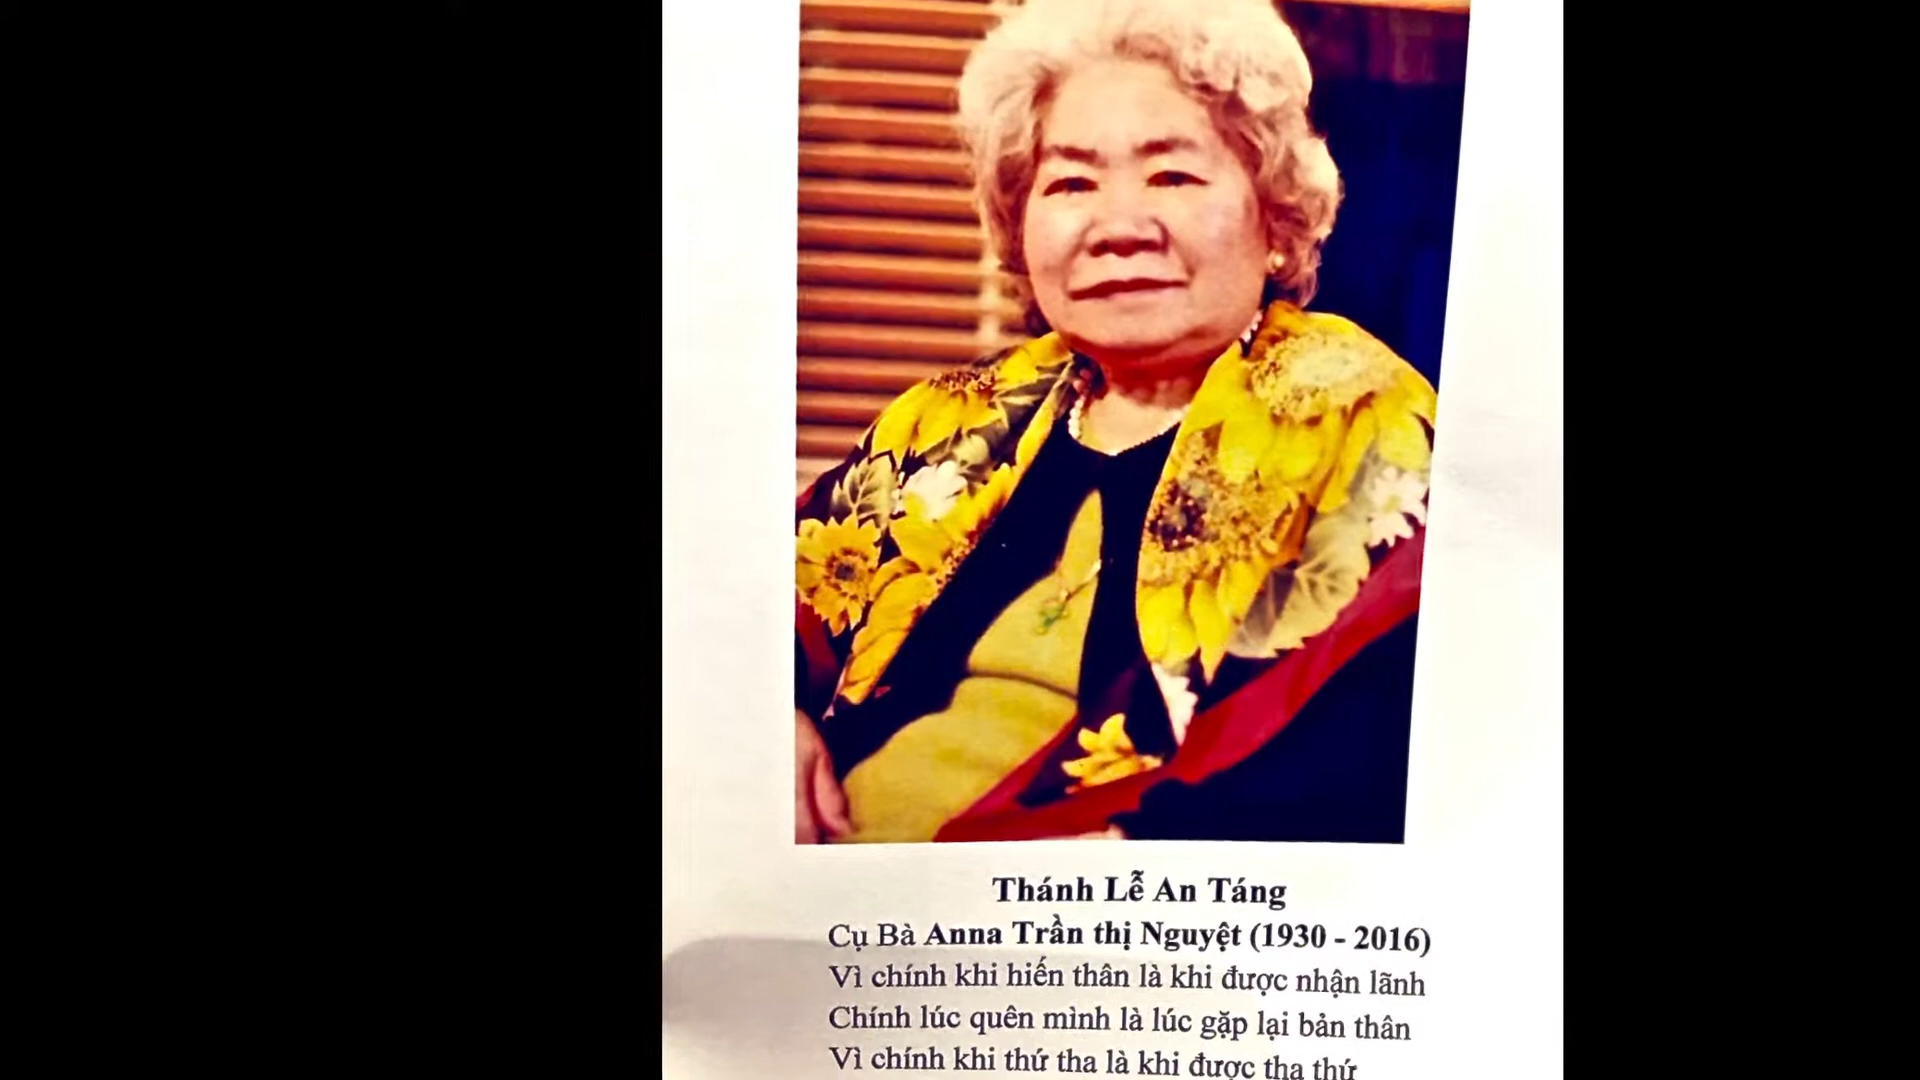 Thánh Lễ An Táng
Cụ Bà Anna Trần thị Nguyệt (1930 - 2016)
Vì chính khi hiến thân là khi được nhận lãnh
Chính lúc quên mình là lúc gặp lại bản thân
Vì chính khi thứ tha là khi được tha thứ